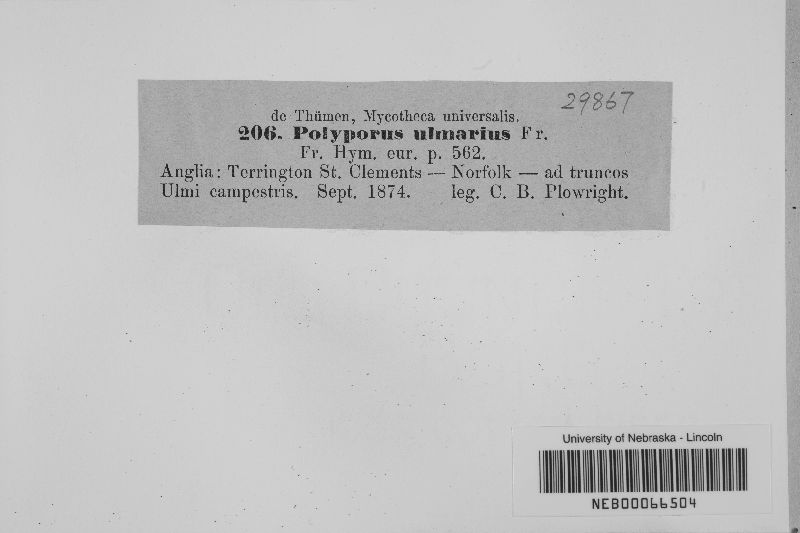 29867
de Thümen, Mycotheca universalis.
206. Polyporus ulmarius Fr.
Fr. Hym. eur. p. 562.
Anglia: Terrington St. Clements — Norfolk — ad truncos
Ulmi campestris. Sept. 1874. leg. C. B. Plowright.
University of Nebraska - Lincoln
NEB00066504